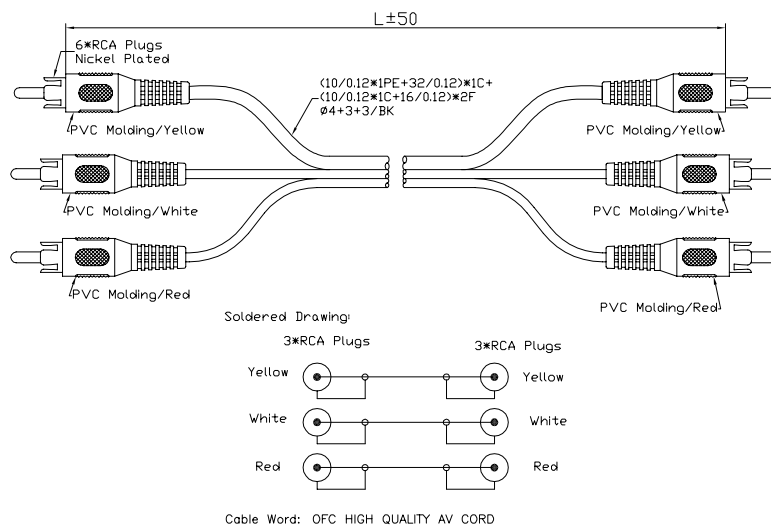 L±50
6*RCA Plugs
Nickel Plated
(10/0.12*1PE+32/0.12)*1C+
(10/0.12*1C+16/0.12)*2F
Ø4+3+3/BK
PVC Molding/Yellow
PVC Molding/Yellow
PVC Molding/White
PVC Molding/White
PVC Molding/Red
PVC Molding/Red
Soldered Drawing:
3*RCA Plugs
3*RCA Plugs
Yellow
Yellow
White
White
Red
Red
Cable Word: OFC HIGH QUALITY AV CORD